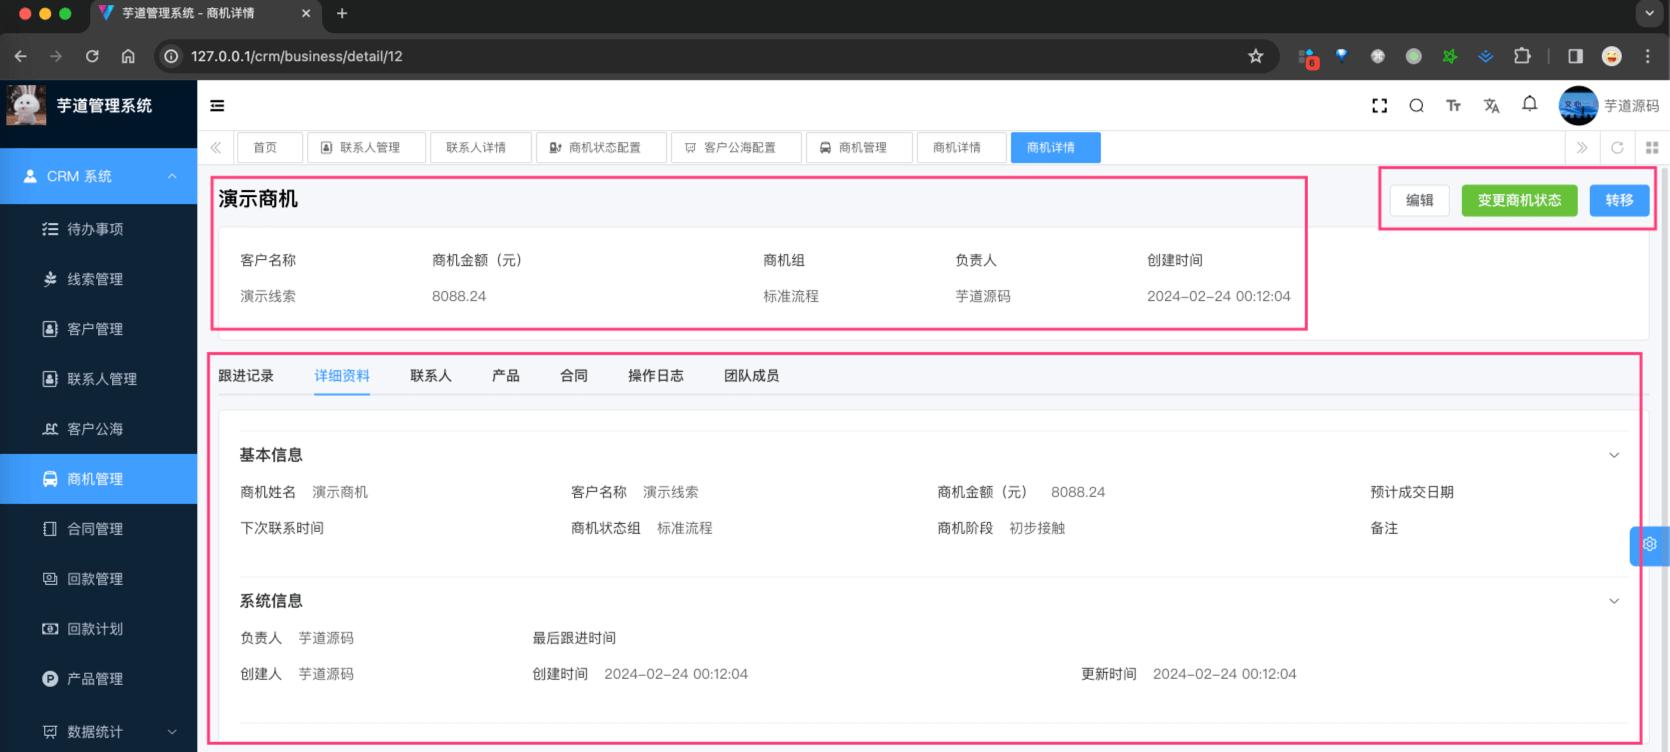 芋道管理系统 - 商机详情
127.0.0.1/crm/business/detail/12
6
芋道管理系统
芋道源码
首页 联系人管理 联系人详情 商机状态配置 客户公海配置 商机管理 商机详情 商机详情
CRM 系统
待办事项
线索管理
客户管理
联系人管理
客户公海
商机管理
合同管理
回款管理
回款计划
产品管理
数据统计
演示商机
编辑 变更商机状态 转移
客户名称 商机金额（元） 商机组 负责人 创建时间
演示线索 8088.24 标准流程 芋道源码 2024-02-24 00:12:04
跟进记录 详细资料 联系人 产品 合同 操作日志 团队成员
基本信息
商机姓名 演示商机 客户名称 演示线索 商机金额（元） 8088.24 预计成交日期
下次联系时间 商机状态组 标准流程 商机阶段 初步接触 备注
系统信息
负责人 芋道源码 最后跟进时间
创建人 芋道源码 创建时间 2024-02-24 00:12:04 更新时间 2024-02-24 00:12:04